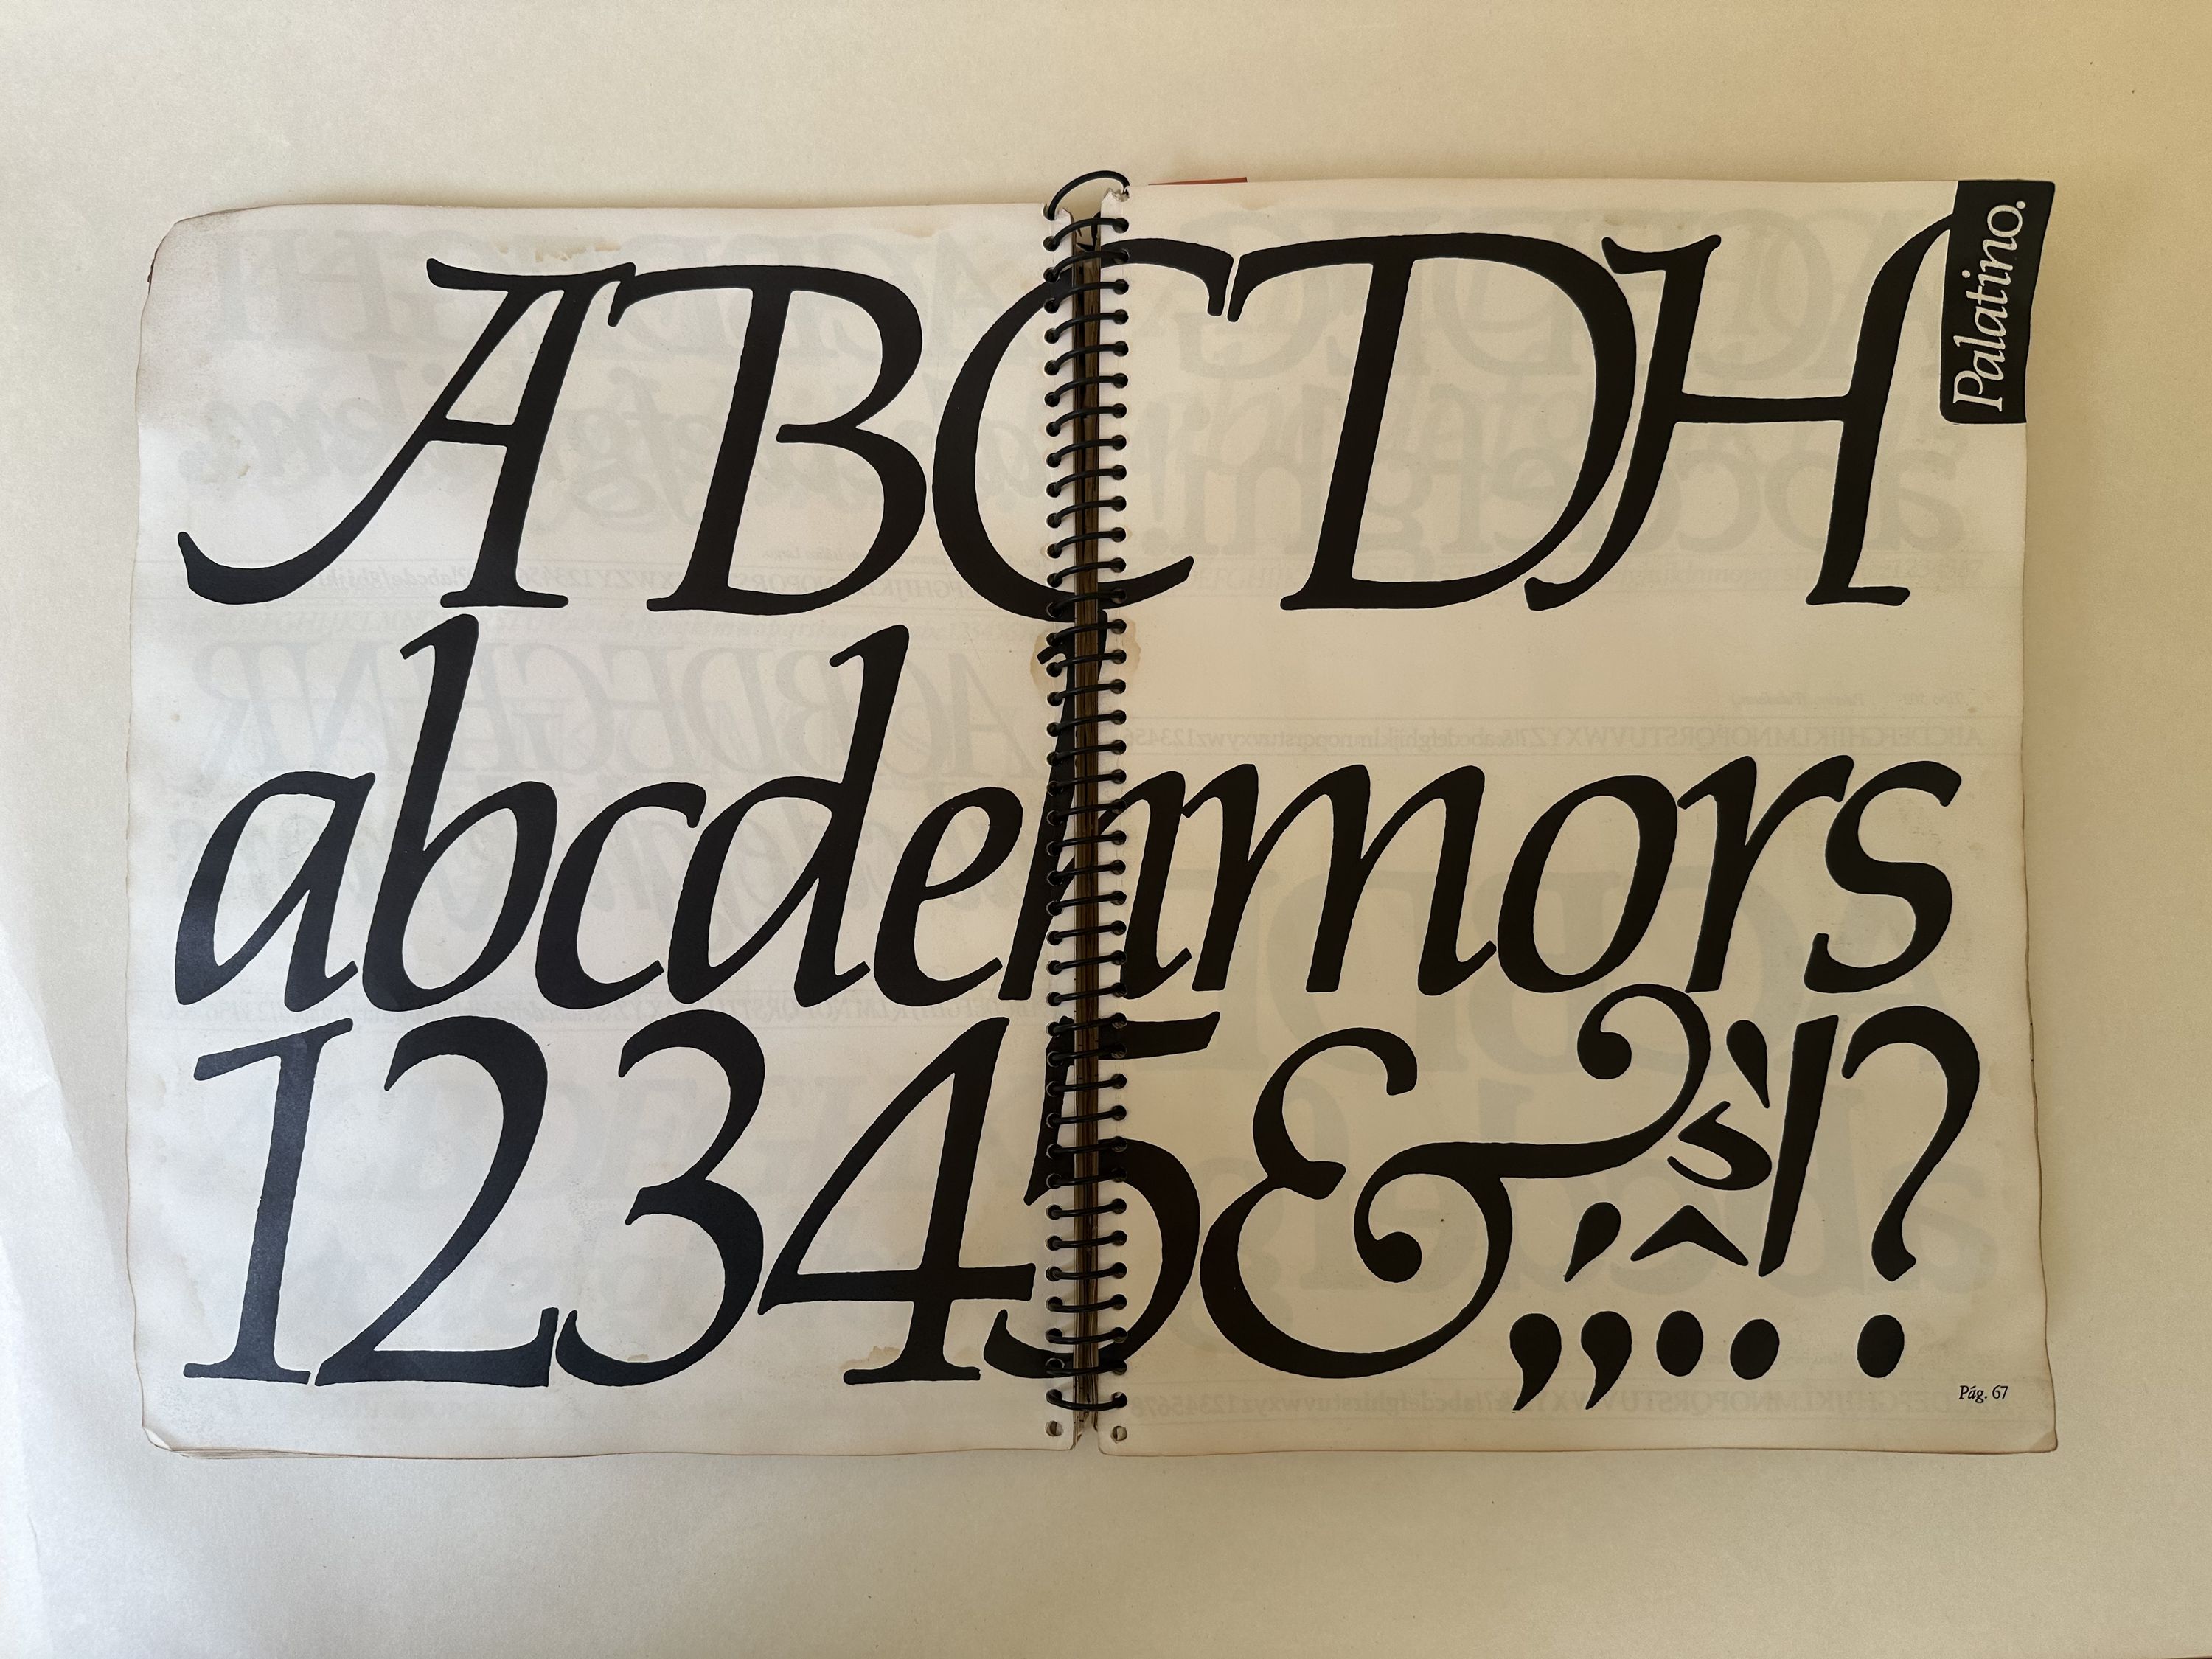 Palatino.
ABCDH
abcdehmors
12345&
!?
Pág. 67